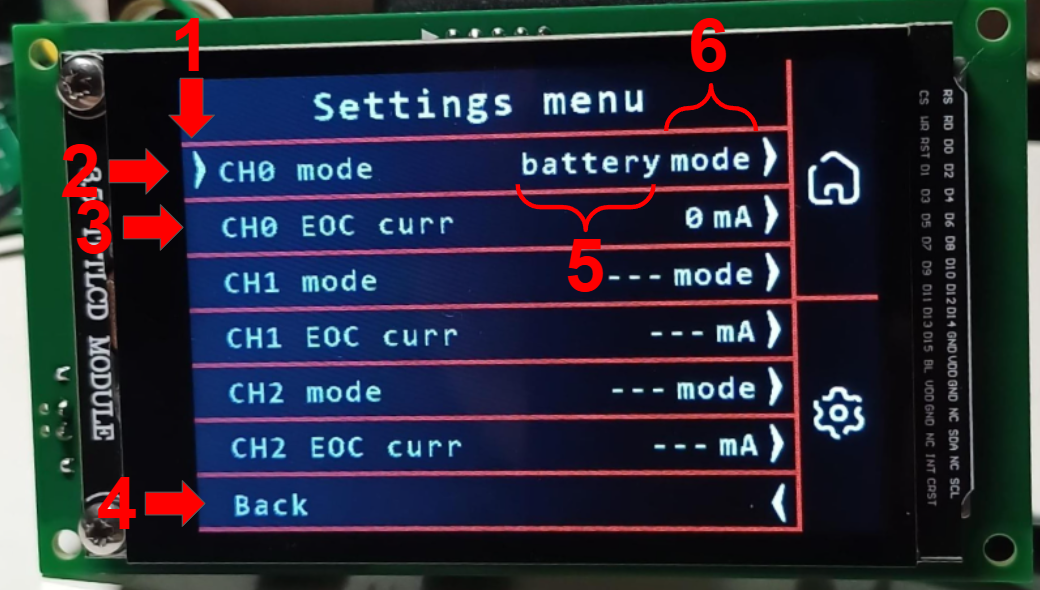 1
6
Settings menu
2
CH0 mode battery mode
3
CH0 EOC curr 0 mA
5
CH1 mode --- mode
CH1 EOC curr --- mA
CH2 mode --- mode
CH2 EOC curr --- mA
4
Back
TLCD MODULE
RS RD D0 D2 D4 D6 D8 D10 D12 D14 GND VDD GND NC SDA NC SCL
CS WR RST D1 D3 D5 D7 D9 D11 D13 D15 BL VDD GND NC INT CRST